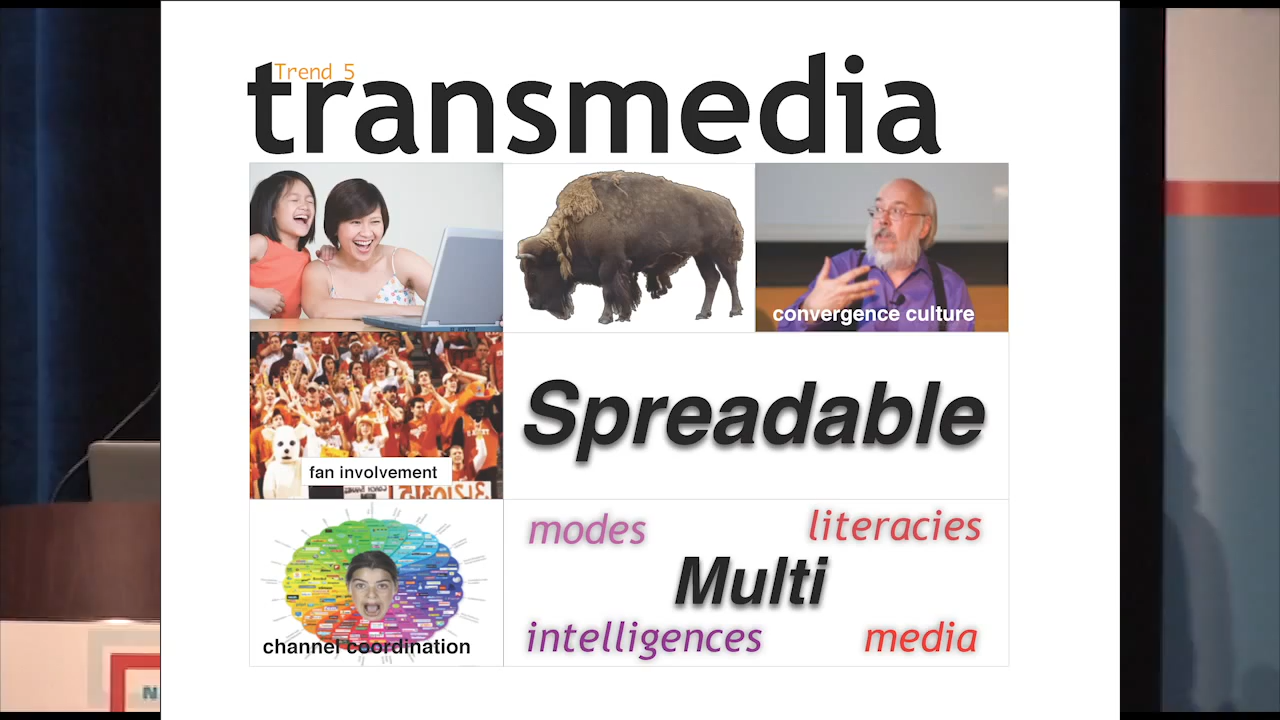 Trend 5
transmedia
convergence culture
fan involvement
Spreadable
channel coordination
modes
literacies
Multi
intelligences
media